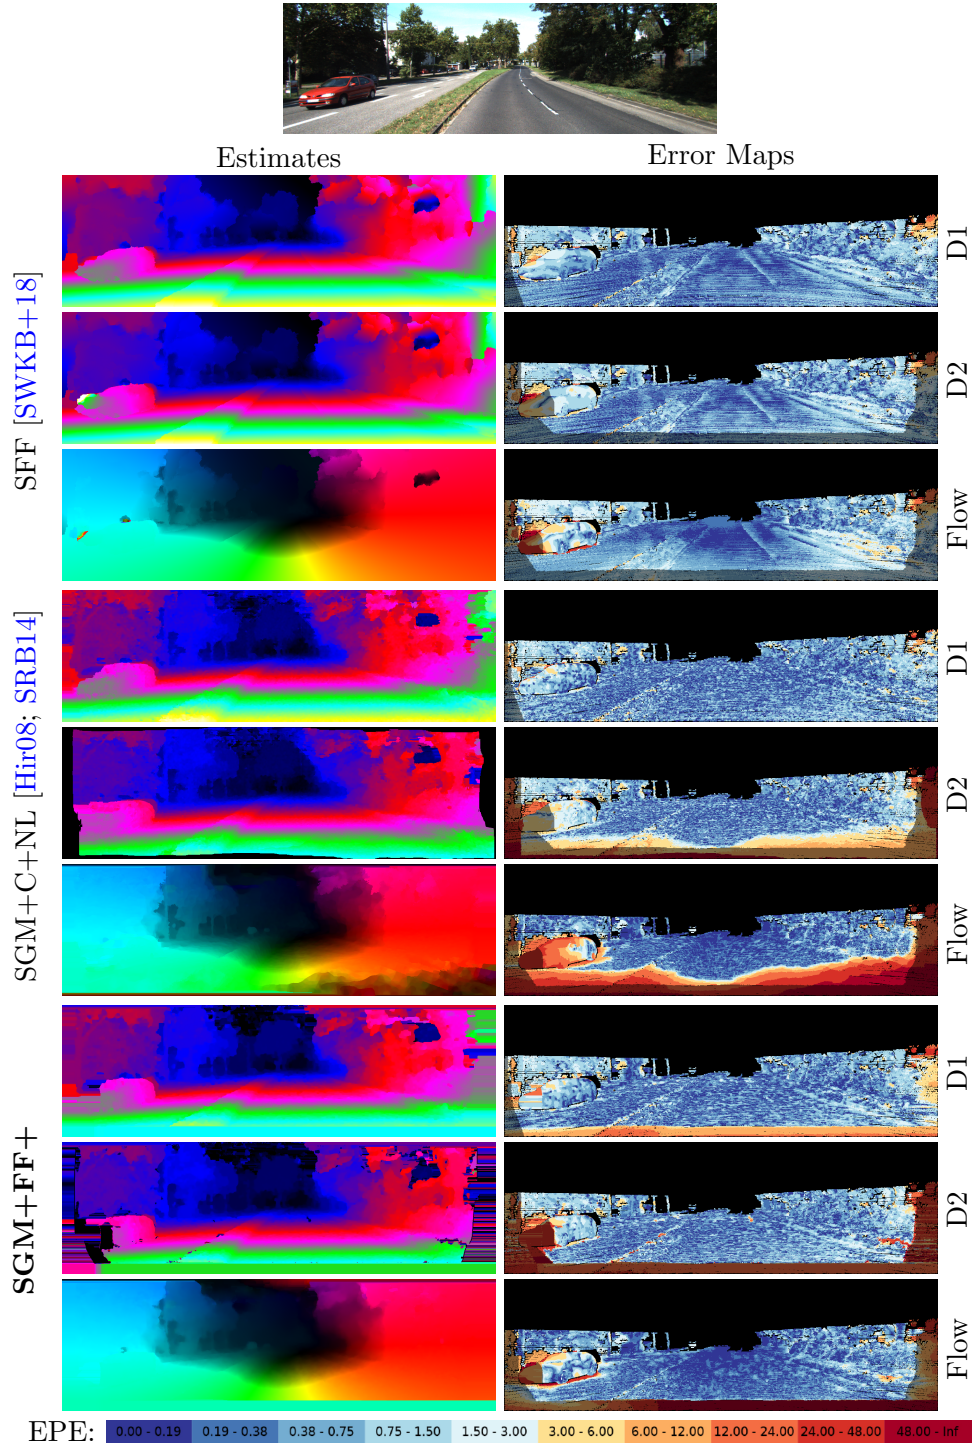 Estimates
Error Maps
SFF [SWKB+18]
D1
D2
Flow
SGM+C+NL [Hir08; SRB14]
D1
D2
Flow
SGM+FF+
D1
D2
Flow
EPE: 0.00 - 0.19 0.19 - 0.38 0.38 - 0.75 0.75 - 1.50 1.50 - 3.00 3.00 - 6.00 6.00 - 12.00 12.00 - 24.00 24.00 - 48.00 48.00 - Inf